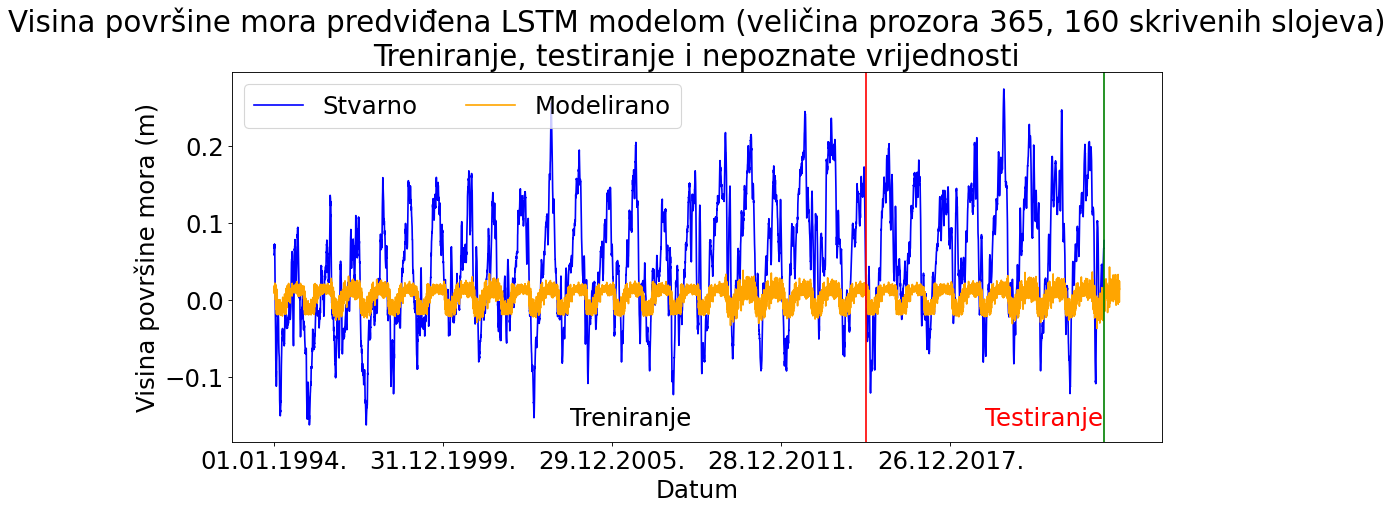 Visina površine mora predviđena LSTM modelom (veličina prozora 365, 160 skrivenih slojeva)
Treniranje, testiranje i nepoznate vrijednosti
Stvarno Modelirano
Visina površine mora (m)
0.2
0.1
0.0
−0.1
Treniranje Testiranje
01.01.1994. 31.12.1999. 29.12.2005. 28.12.2011. 26.12.2017.
Datum